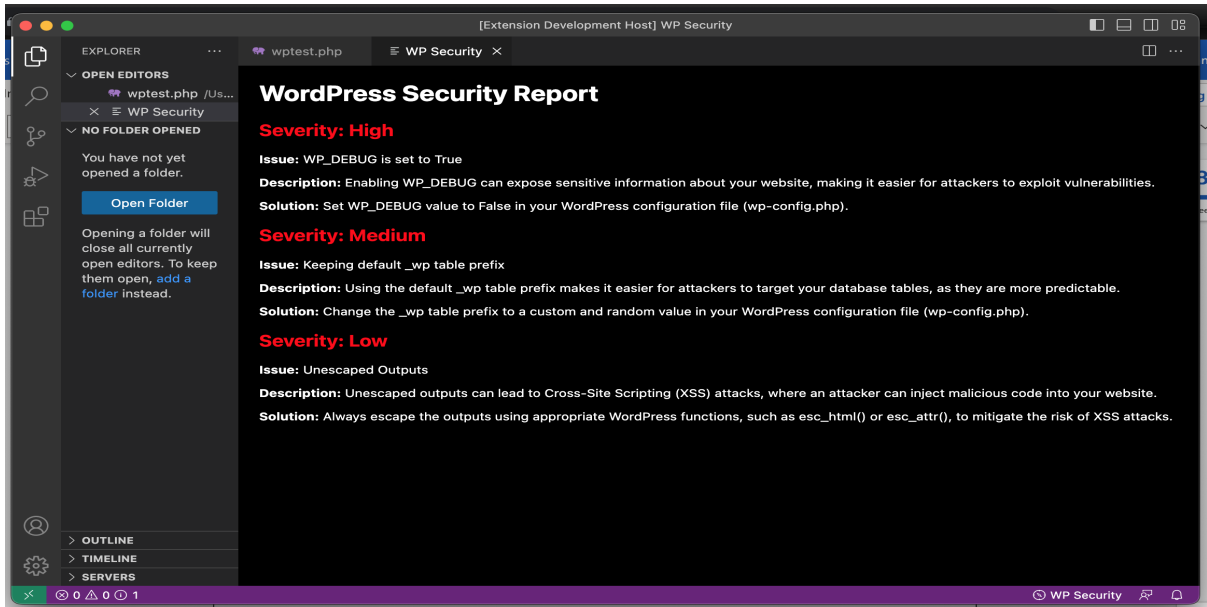 [Extension Development Host] WP Security
EXPLORER ...
wptest.php
WP Security
OPEN EDITORS
wptest.php /Us...
WP Security
NO FOLDER OPENED
You have not yet
opened a folder.
Open Folder
Opening a folder will
close all currently
open editors. To keep
them open, add a
folder instead.
OUTLINE
TIMELINE
SERVERS
WordPress Security Report
Severity: High
Issue: WP_DEBUG is set to True
Description: Enabling WP_DEBUG can expose sensitive information about your website, making it easier for attackers to exploit vulnerabilities.
Solution: Set WP_DEBUG value to False in your WordPress configuration file (wp-config.php).
Severity: Medium
Issue: Keeping default _wp table prefix
Description: Using the default _wp table prefix makes it easier for attackers to target your database tables, as they are more predictable.
Solution: Change the _wp table prefix to a custom and random value in your WordPress configuration file (wp-config.php).
Severity: Low
Issue: Unescaped Outputs
Description: Unescaped outputs can lead to Cross-Site Scripting (XSS) attacks, where an attacker can inject malicious code into your website.
Solution: Always escape the outputs using appropriate WordPress functions, such as esc_html() or esc_attr(), to mitigate the risk of XSS attacks.
0 0 1
WP Security